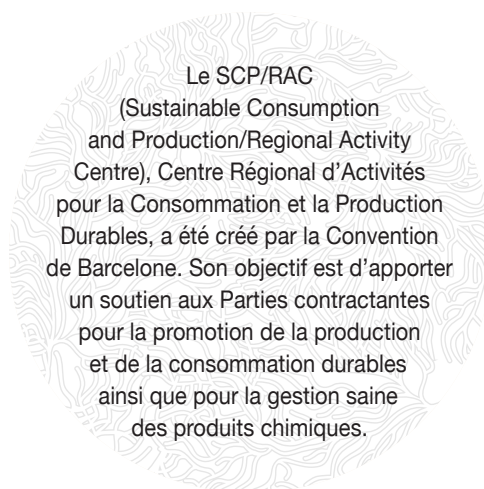 Le SCP/RAC
(Sustainable Consumption
and Production/Regional Activity
Centre), Centre Régional d’Activités
pour la Consommation et la Production
Durables, a été créé par la Convention
de Barcelone. Son objectif est d’apporter
un soutien aux Parties contractantes
pour la promotion de la production
et de la consommation durables
ainsi que pour la gestion saine
des produits chimiques.